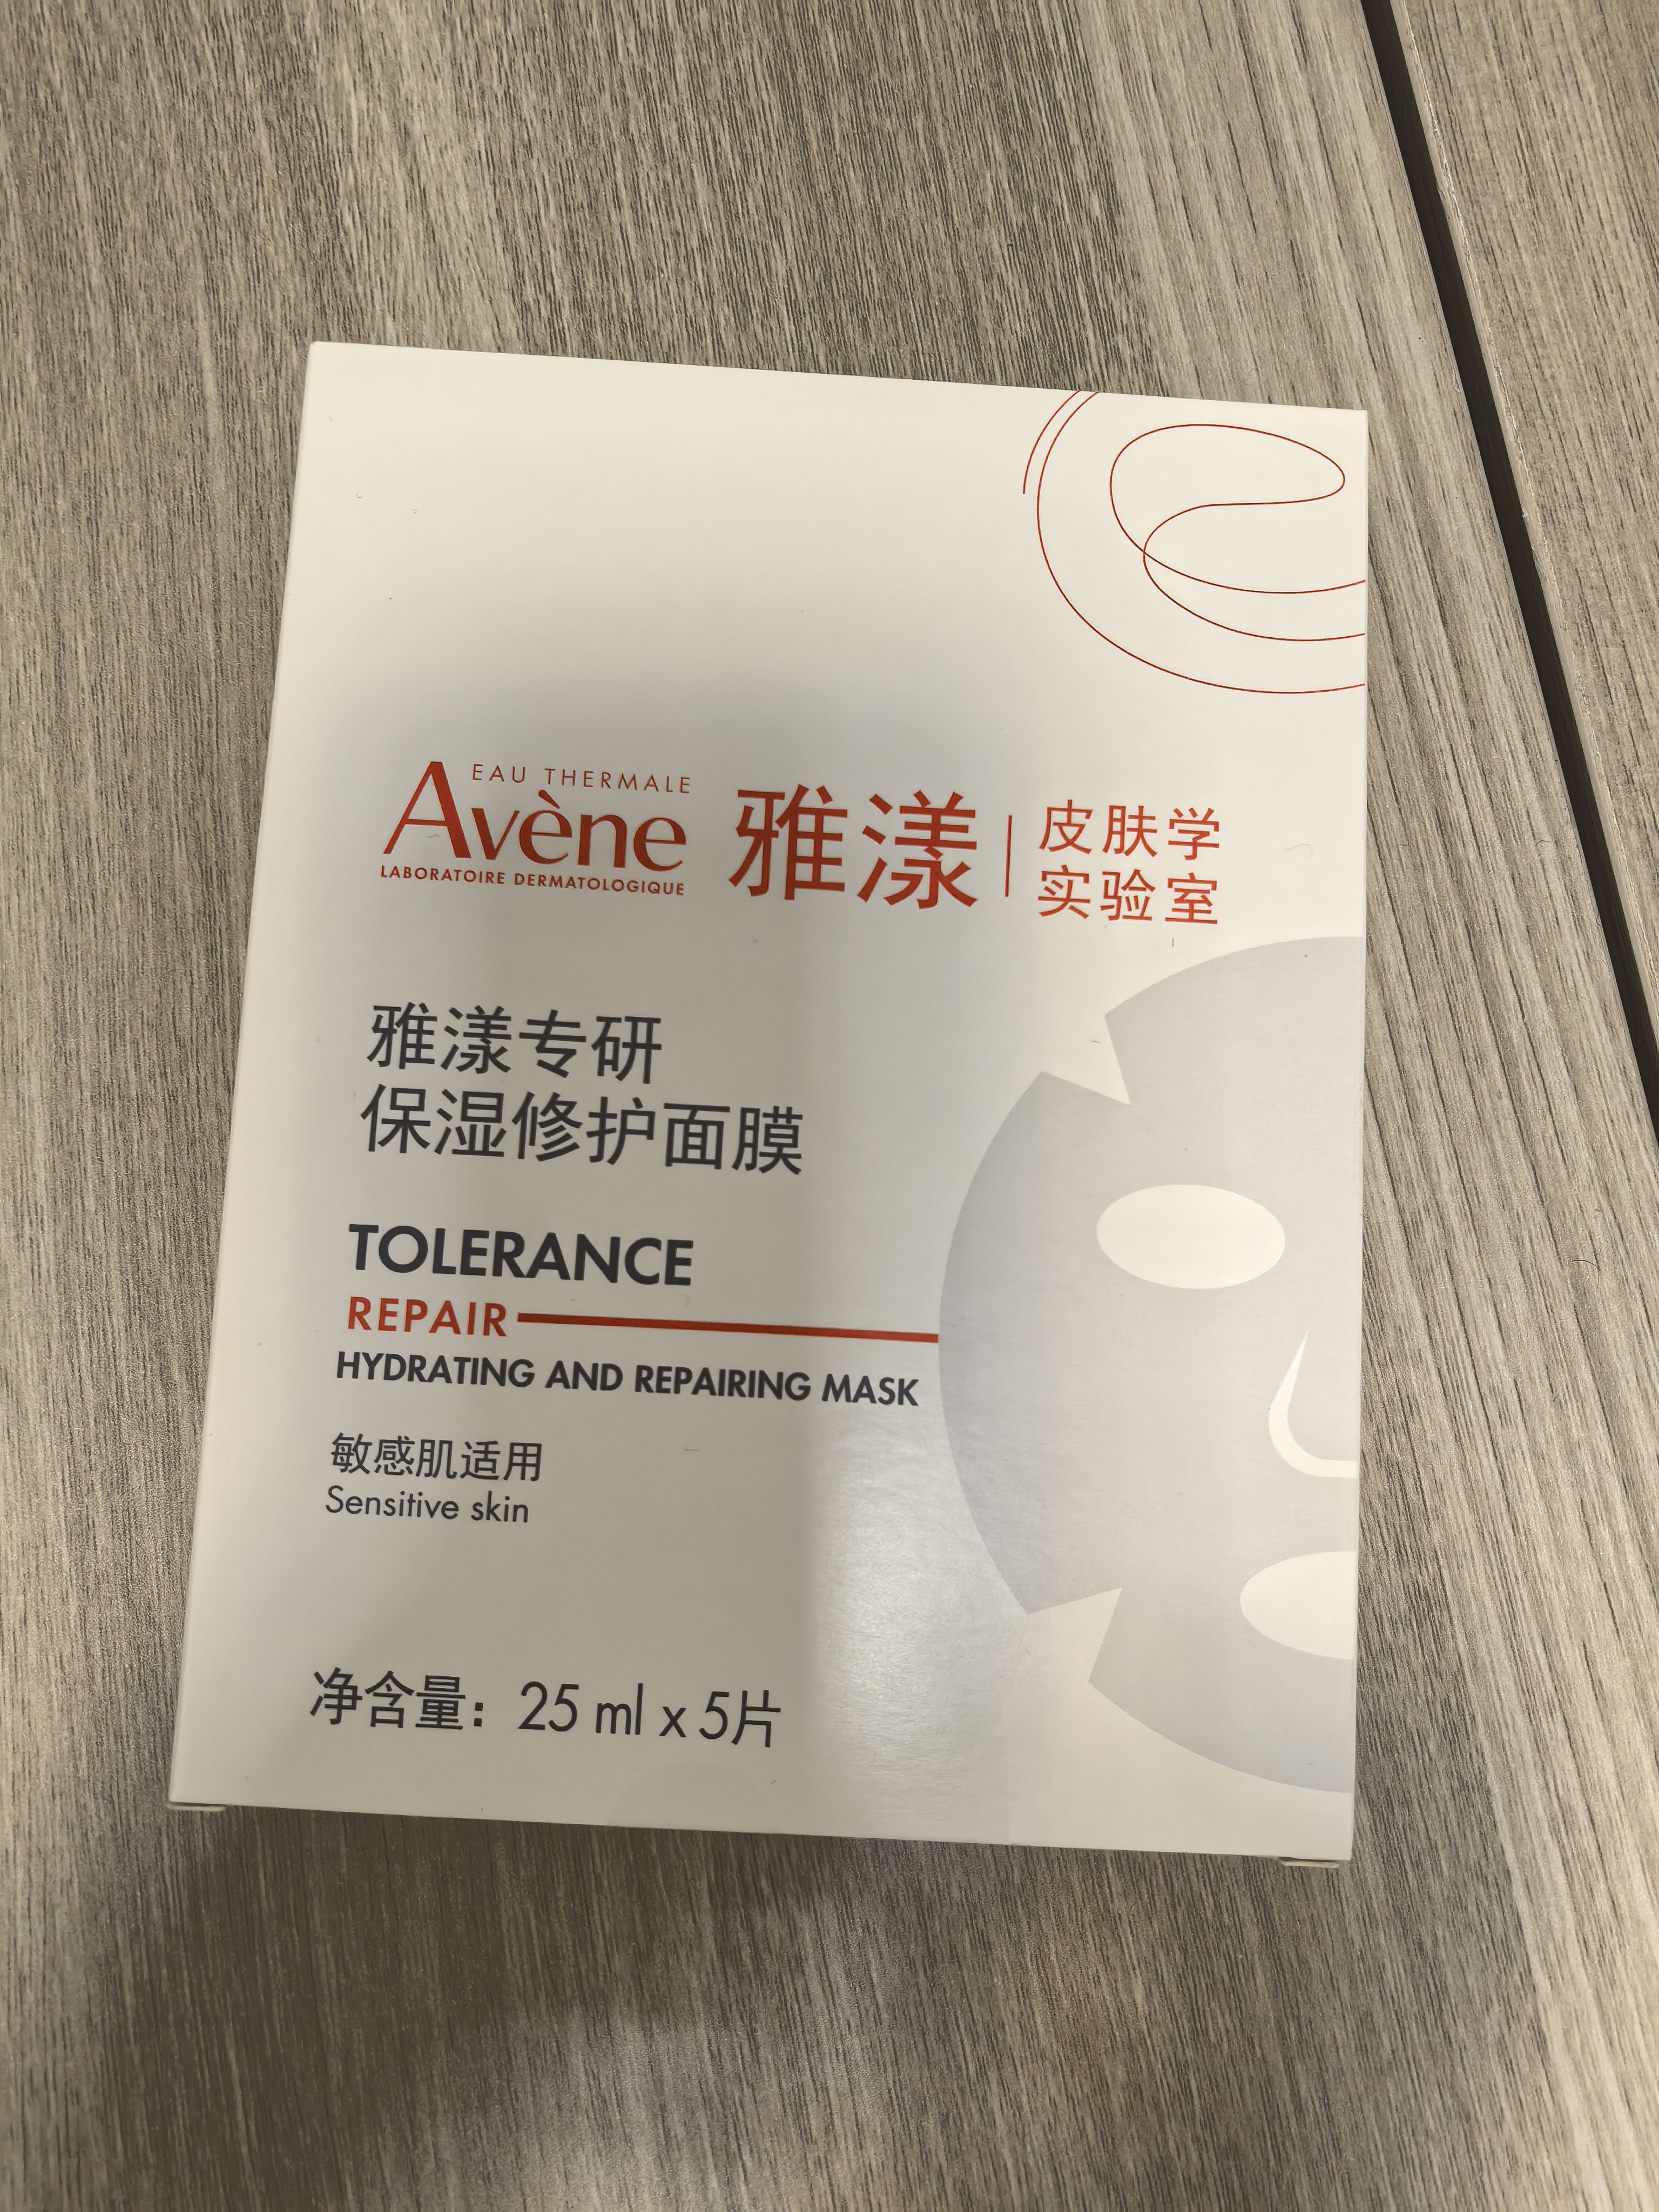 EAU THERMALE
Avène
LABORATOIRE DERMATOLOGIQUE
雅漾
皮肤学
实验室
雅漾专研
保湿修护面膜
TOLERANCE
REPAIR
HYDRATING AND REPAIRING MASK
敏感肌适用
Sensitive skin
净含量：25 ml x 5片